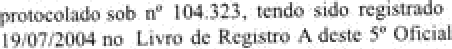 protocolado sob nº 104.323, tendo sido registrado
19/07/2004 no Livro de Registro A deste 5º Oficial